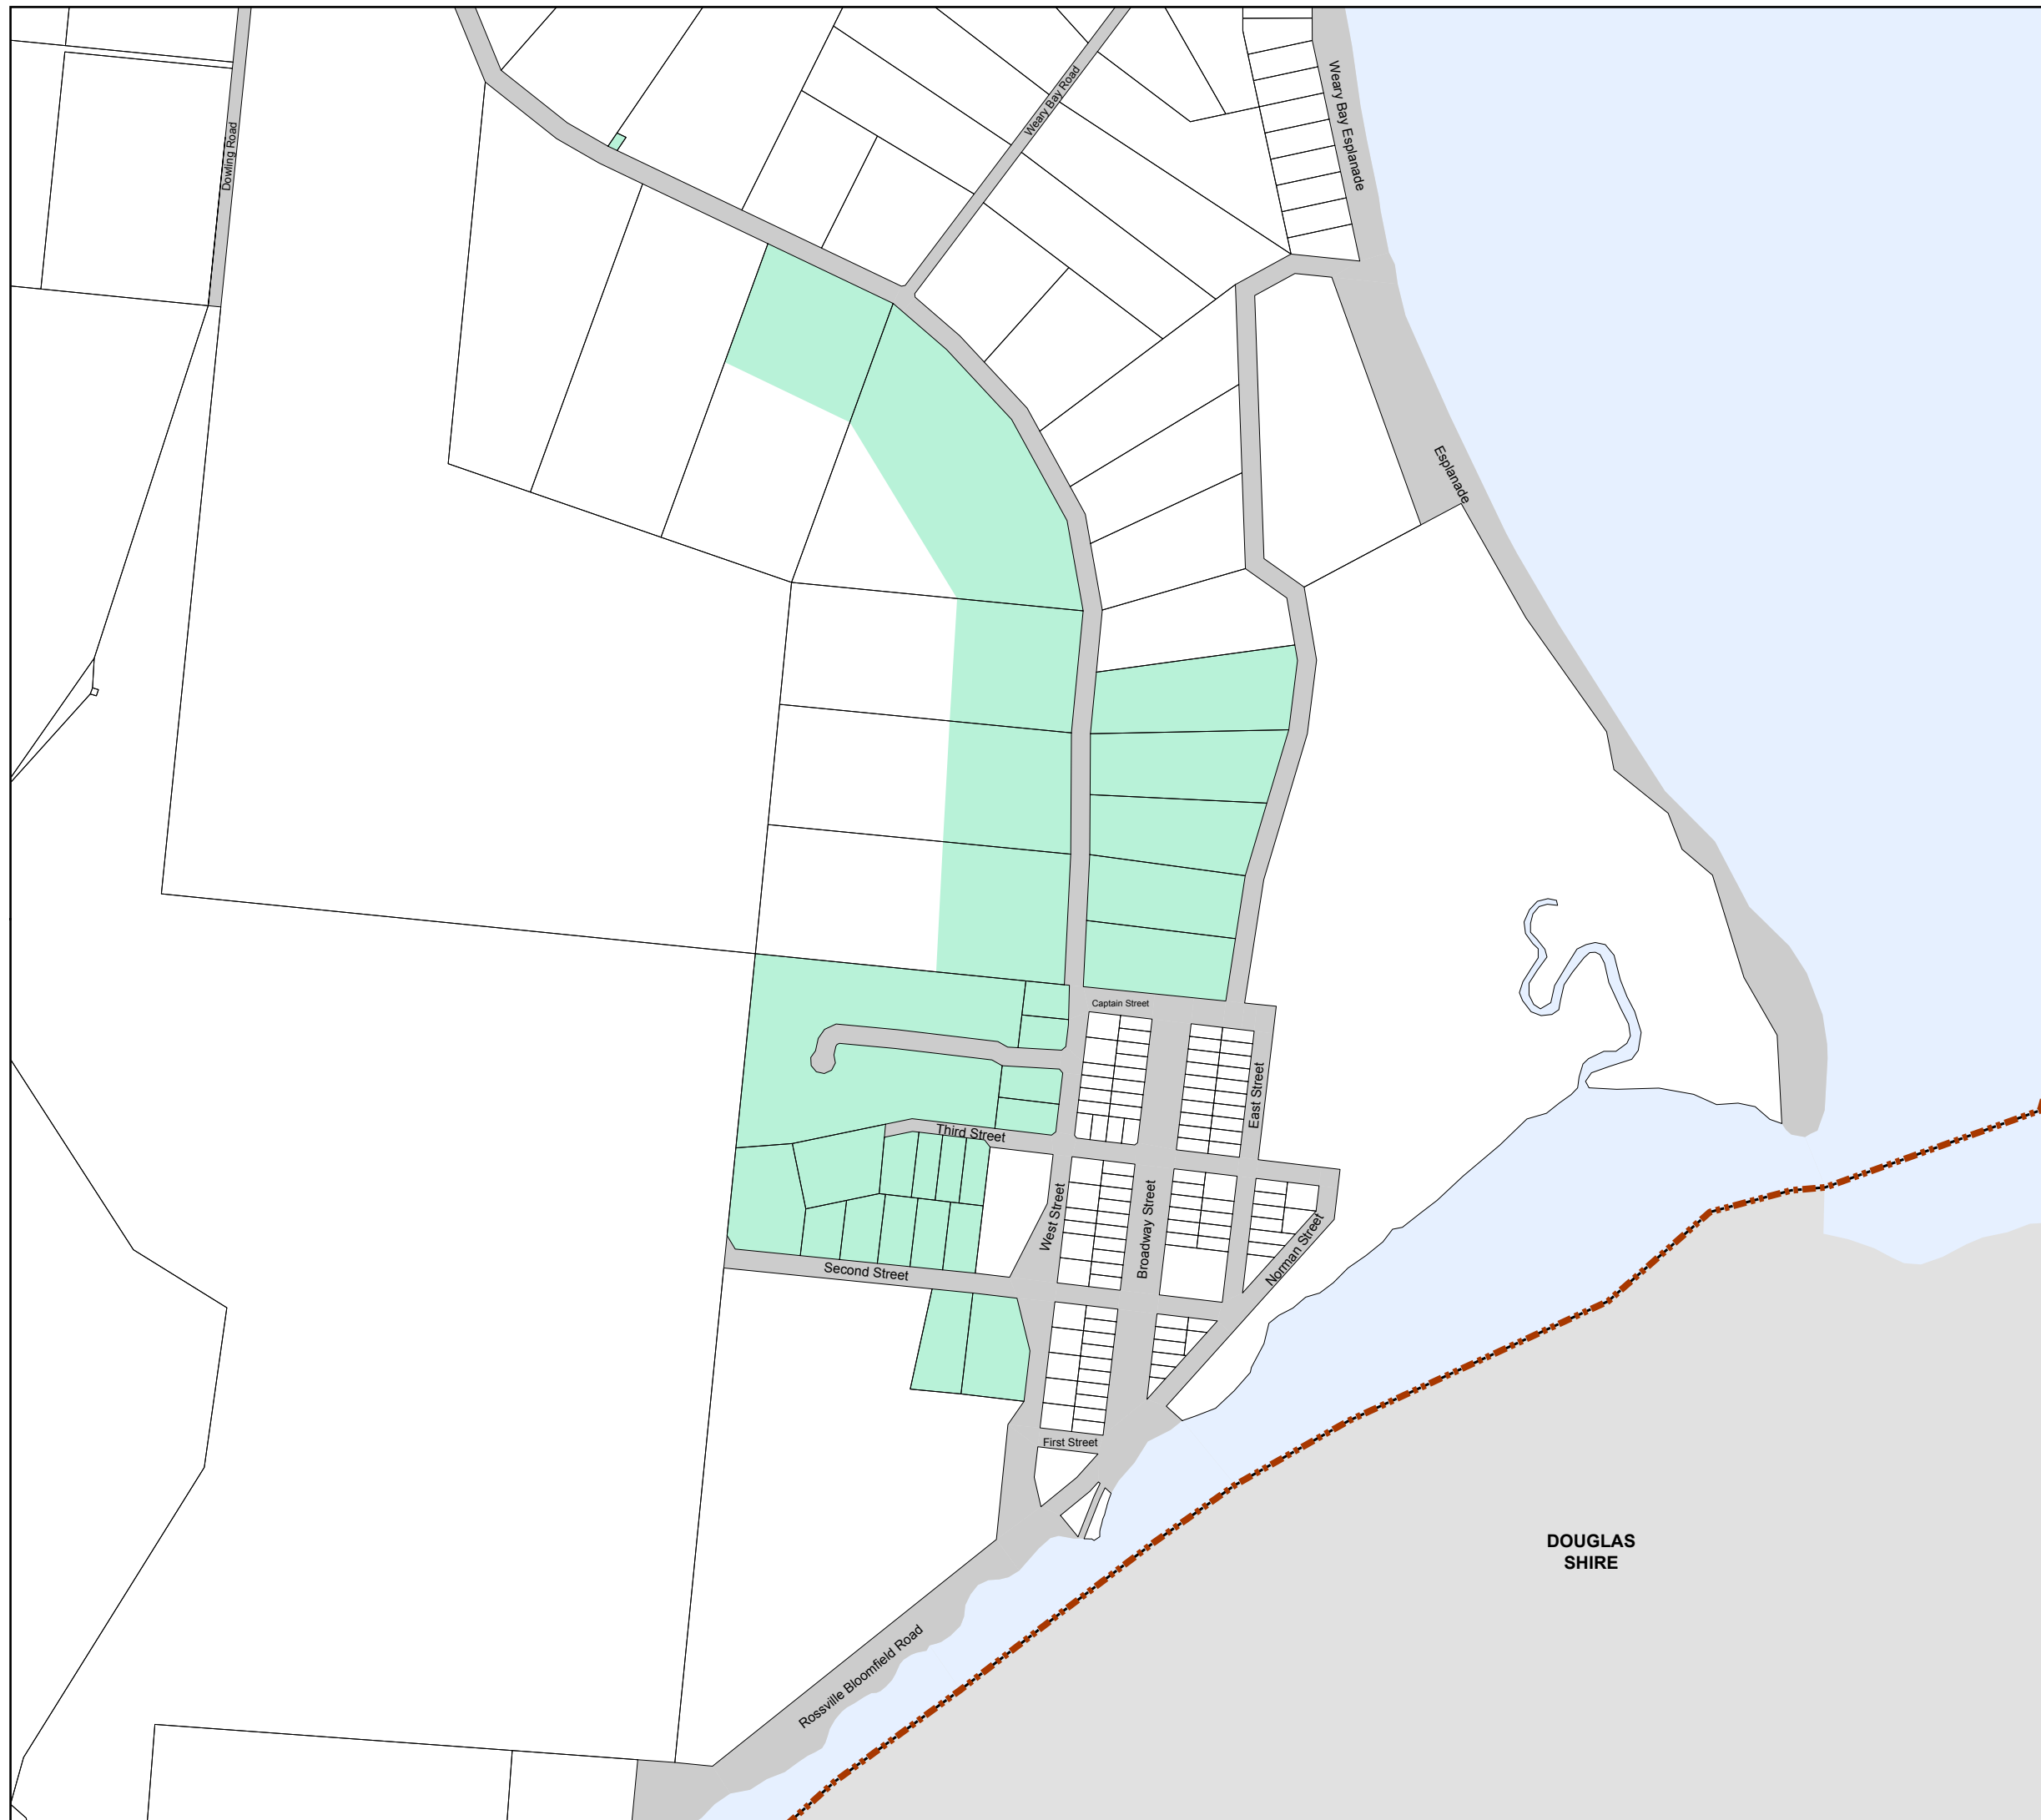 Weary Bay Road
Weary Bay Esplanade
Dowling Road
Esplanade
Captain Street
East Street
Third Street
West Street
Broadway Street
Norman Street
Second Street
First Street
DOUGLAS
SHIRE
Rossville Bloomfield Road